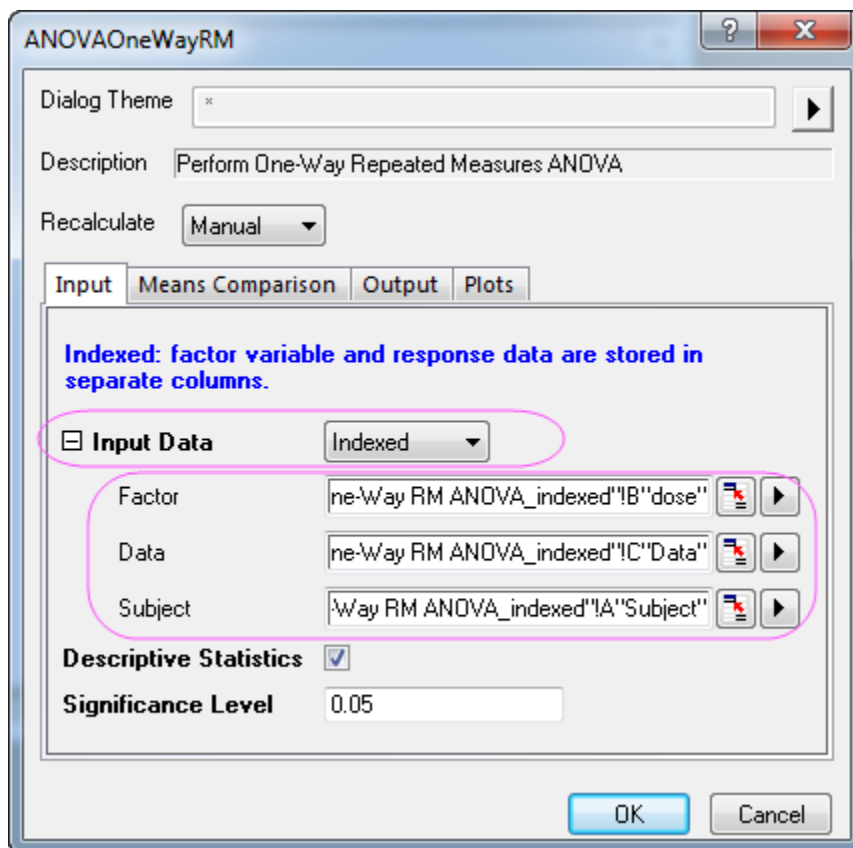 ANOVAOneWayRM
Dialog Theme *
Description Perform One-Way Repeated Measures ANOVA
Recalculate Manual
Input Means Comparison Output Plots
Indexed: factor variable and response data are stored in
separate columns.
Input Data Indexed
Factor ne-Way RM ANOVA_indexed"!B"dose"
Data ne-Way RM ANOVA_indexed"!C"Data"
Subject -Way RM ANOVA_indexed"!A"Subject"
Descriptive Statistics
Significance Level 0.05
OK Cancel